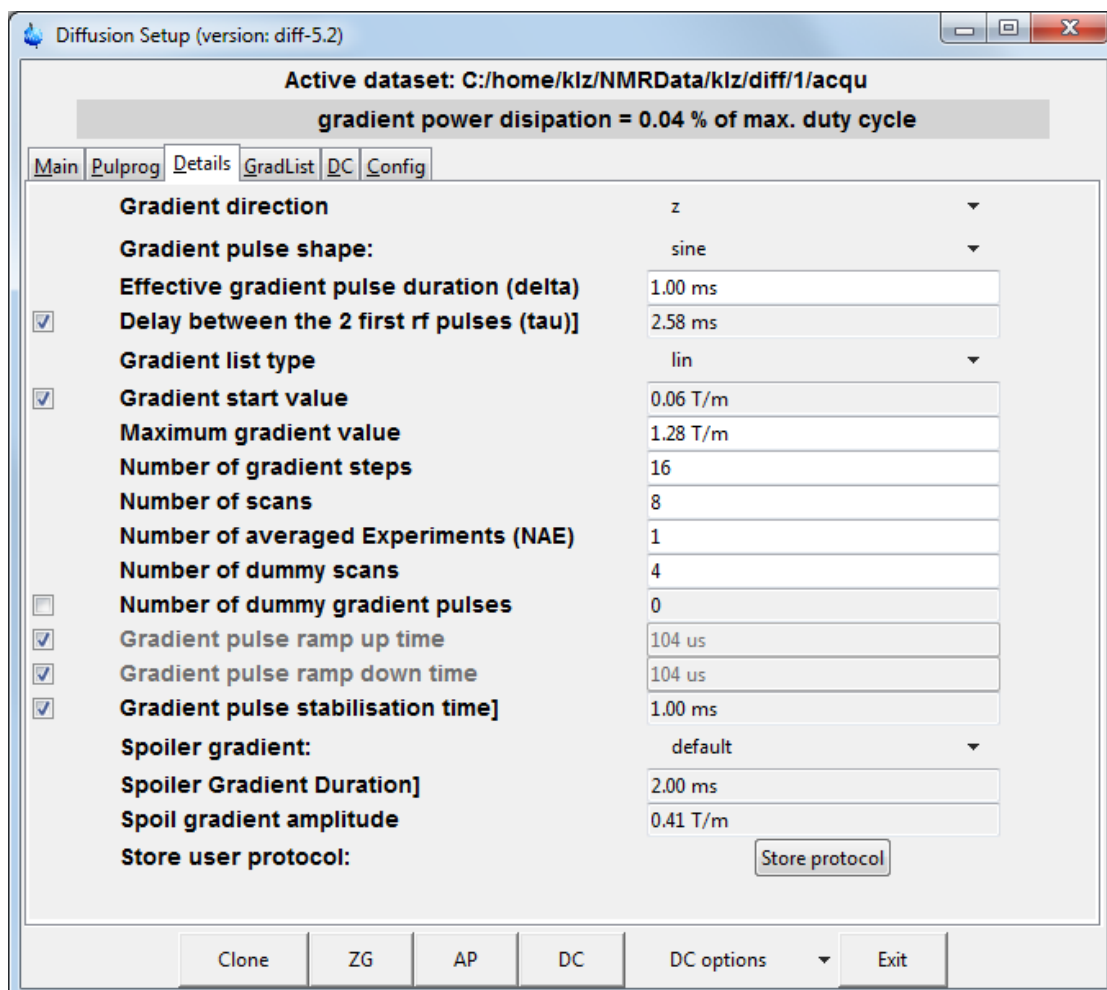 Diffusion Setup (version: diff-5.2)
Active dataset: C:/home/klz/NMRData/klz/diff/1/acqu
gradient power disipation = 0.04 % of max. duty cycle
Main Pulprog Details GradList DC Config
Gradient direction z
Gradient pulse shape: sine
Effective gradient pulse duration (delta) 1.00 ms
Delay between the 2 first rf pulses (tau)] 2.58 ms
Gradient list type lin
Gradient start value 0.06 T/m
Maximum gradient value 1.28 T/m
Number of gradient steps 16
Number of scans 8
Number of averaged Experiments (NAE) 1
Number of dummy scans 4
Number of dummy gradient pulses 0
Gradient pulse ramp up time 104 us
Gradient pulse ramp down time 104 us
Gradient pulse stabilisation time] 1.00 ms
Spoiler gradient: default
Spoiler Gradient Duration] 2.00 ms
Spoil gradient amplitude 0.41 T/m
Store user protocol: Store protocol
Clone ZG AP DC DC options Exit